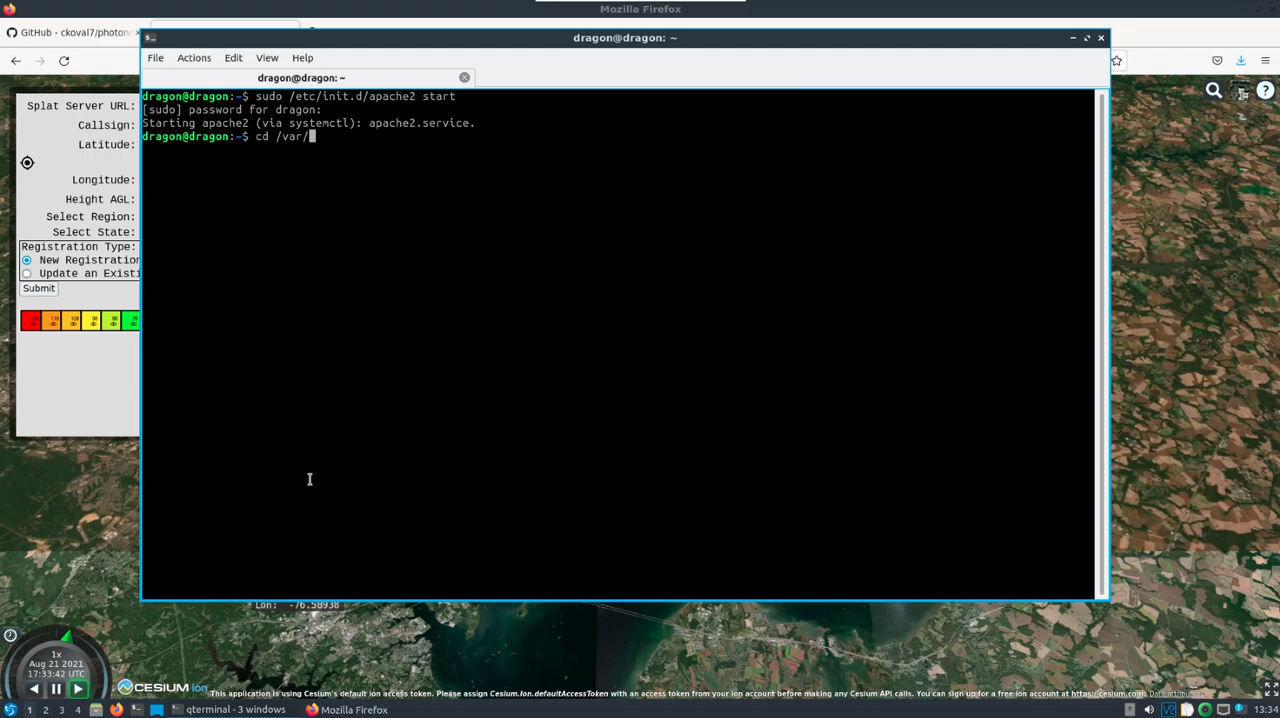 Mozilla Firefox
GitHub - ckoval7/photon
dragon@dragon: ~
File Actions Edit View Help
dragon@dragon: ~
dragon@dragon:~$ sudo /etc/init.d/apache2 start
[sudo] password for dragon:
Starting apache2 (via systemctl): apache2.service.
dragon@dragon:~$ cd /var/
Splat Server URL:
Callsign:
Latitude:
Longitude:
Height AGL:
Select Region:
Select State:
Registration Type:
New Registration
Update an Existi
Submit
Lon: -76.58938
1x
Aug 21 2021
17:33:42 UTC
CESIUM ion
This application is using Cesium's default ion access token. Please assign Cesium.Ion.defaultAccessToken with an access token from your ion account before making any Cesium API calls. You can sign up for a free ion account at https://cesium.com. Data attribution
1 2 3 4 qterminal - 3 windows Mozilla Firefox 13:34